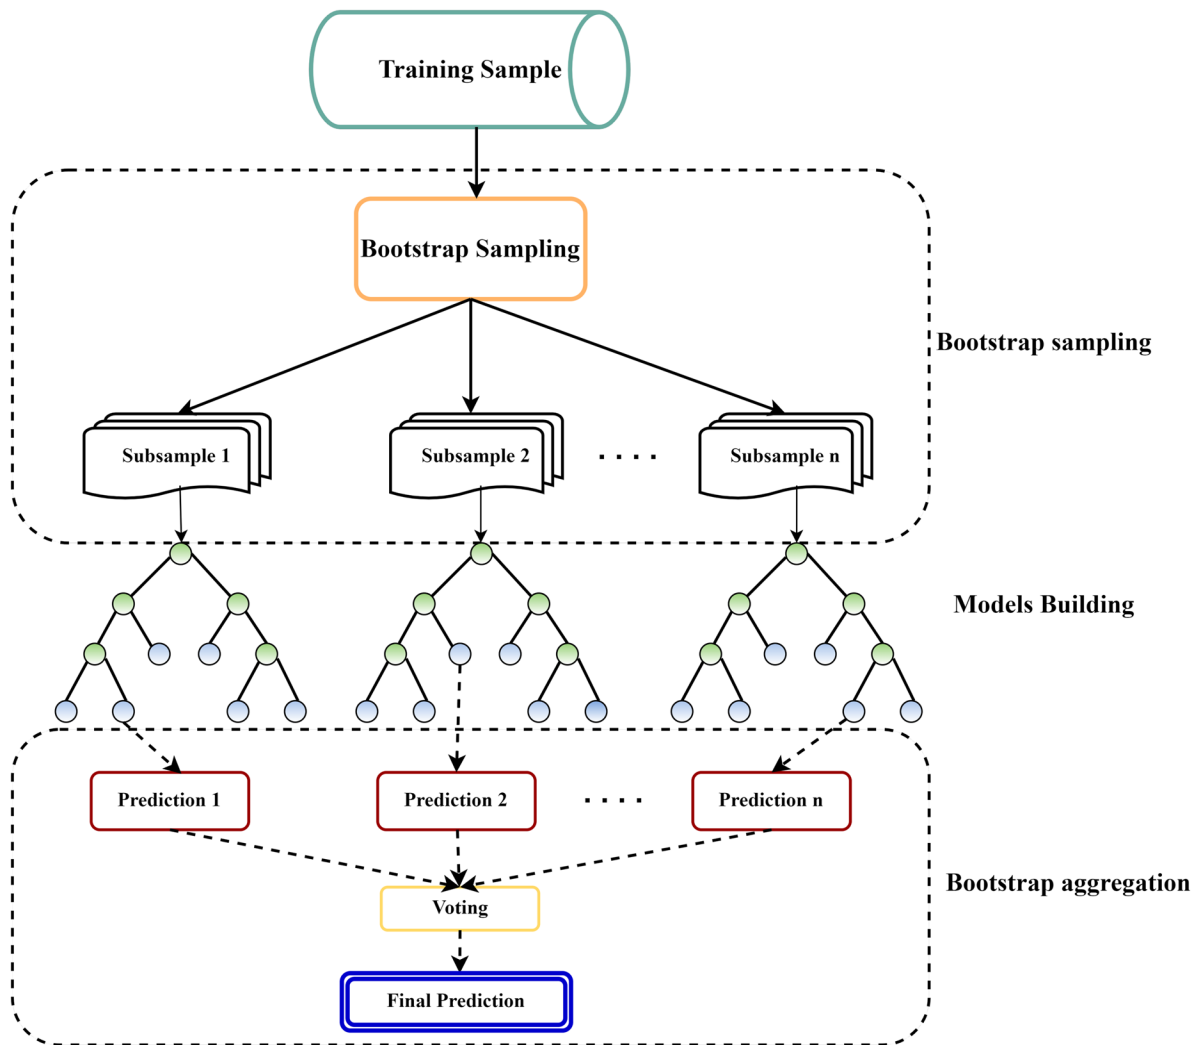 Training Sample
Bootstrap Sampling
Bootstrap sampling
Subsample 1
Subsample 2
. . . .
Subsample n
Models Building
Prediction 1
Prediction 2
. . . .
Prediction n
Bootstrap aggregation
Voting
Final Prediction